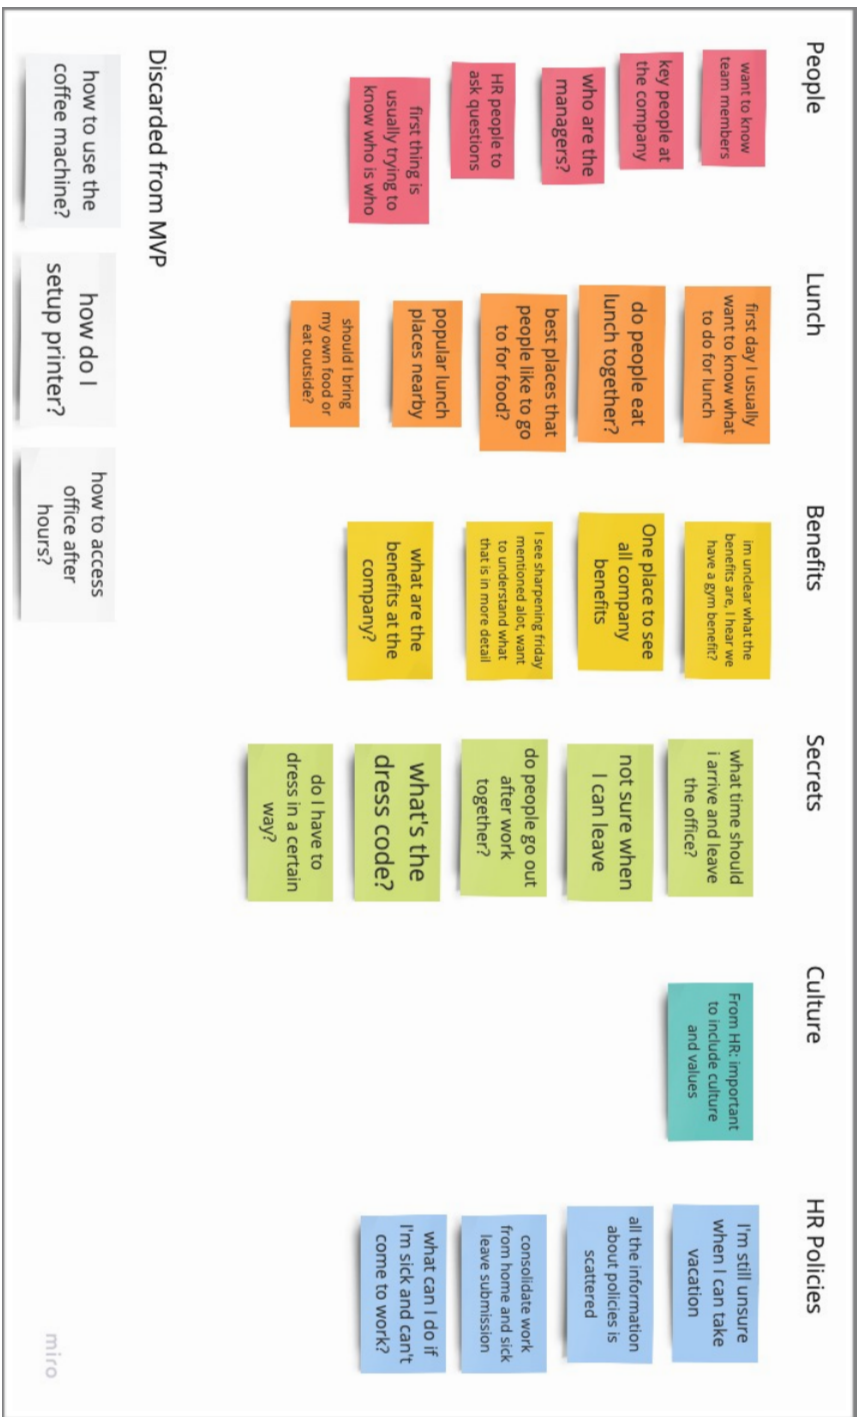 People
want to know
team members
key people at
the company
who are the
managers?
HR people to
ask questions
first thing is
usually trying to
know who is who
Lunch
first day I usually
want to know what
to do for lunch
do people eat
lunch together?
best places that
people like to go
to for food?
popular lunch
places nearby
should I bring
my own food or
eat outside?
Benefits
im unclear what the
benefits are, I hear we
have a gym benefit?
One place to see
all company
benefits
I see sharpening friday
mentioned alot, want
to understand what
that is in more detail
what are the
benefits at the
company?
Secrets
what time should
i arrive and leave
the office?
not sure when
I can leave
do people go out
after work
together?
what's the
dress code?
do I have to
dress in a certain
way?
Culture
From HR: important
to include culture
and values
HR Policies
I'm still unsure
when I can take
vacation
all the information
about policies is
scattered
consolidate work
from home and sick
leave submission
what can I do if
I'm sick and can't
come to work?
Discarded from MVP
how to use the
coffee machine?
how do I
setup printer?
how to access
office after
hours?
miro